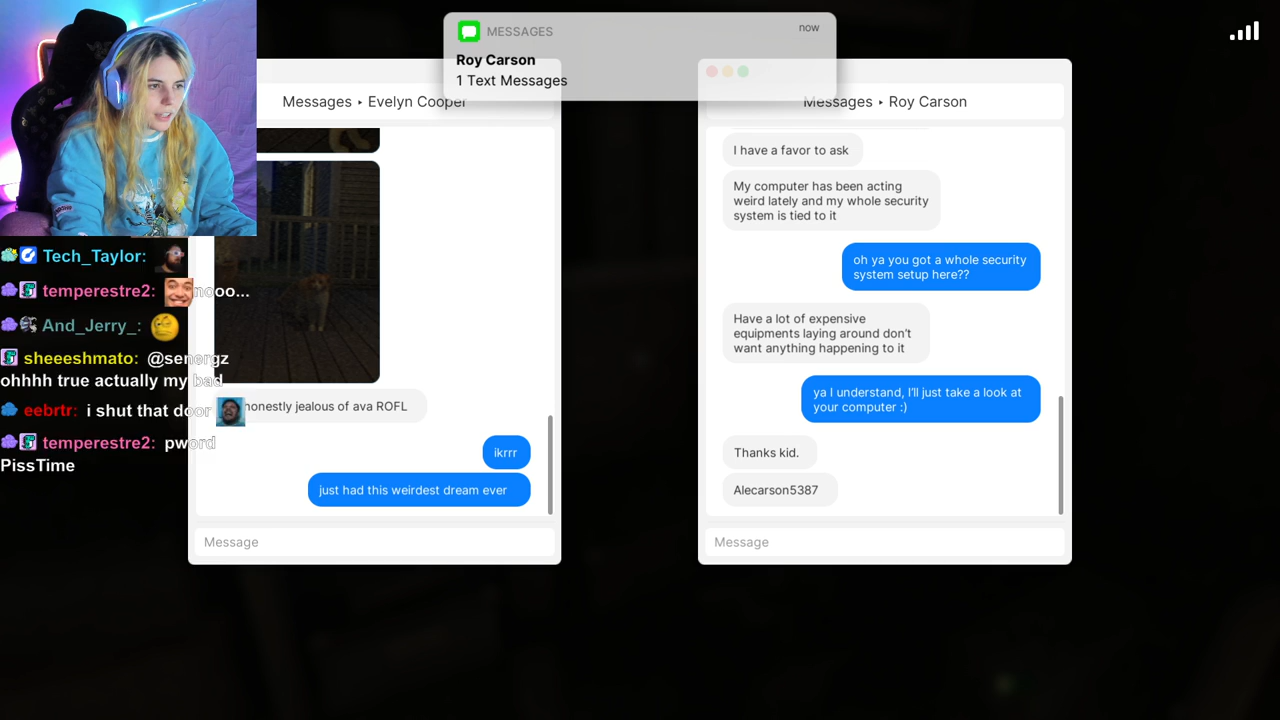 MESSAGES
now
Roy Carson
1 Text Messages
Messages ‣ Evelyn Cooper
honestly jealous of ava ROFL
ikrrr
just had this weirdest dream ever
Message
Messages ‣ Roy Carson
I have a favor to ask
My computer has been acting
weird lately and my whole security
system is tied to it
oh ya you got a whole security
system setup here??
Have a lot of expensive
equipments laying around don't
want anything happening to it
ya I understand, I'll just take a look at
your computer :)
Thanks kid.
Alecarson5387
Message
Tech_Taylor:
temperestre2: nooo...
And_Jerry_:
sheeeshmato: @senergz
ohhhh true actually my bad
eebrtr: i shut that door
temperestre2: pword
PissTime